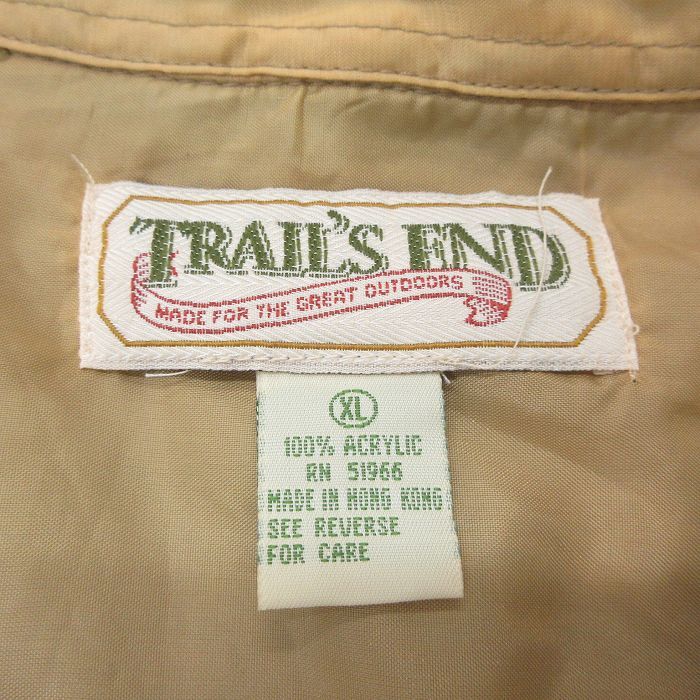 TRAIL'S END
MADE FOR THE GREAT OUTDOORS
XL
100% ACRYLIC
RN 51966
MADE IN HONG KONG
SEE REVERSE
FOR CARE